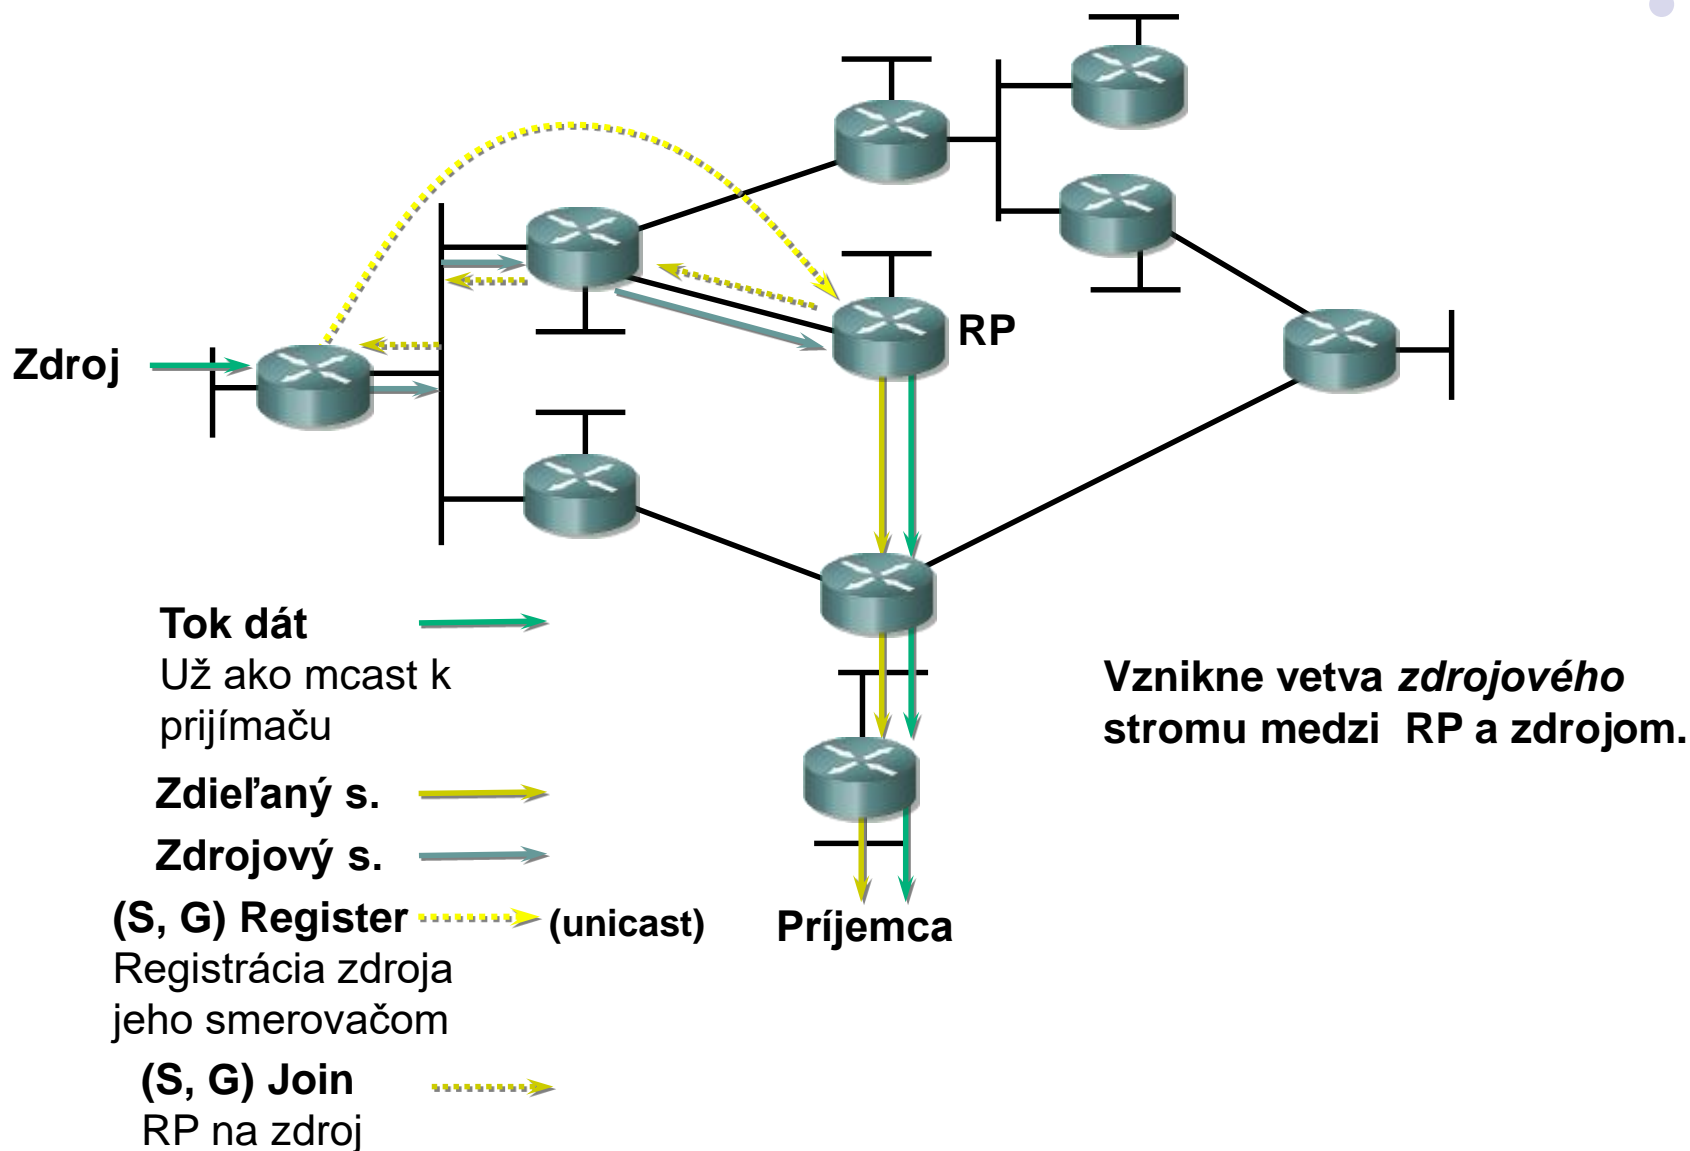 RP
Zdroj
Tok dát
Už ako mcast k
prijímaču
Vznikne vetva zdrojového
stromu medzi RP a zdrojom.
Zdieľaný s.
Zdrojový s.
(S, G) Register
(unicast)
Príjemca
Registrácia zdroja
jeho smerovačom
(S, G) Join
RP na zdroj